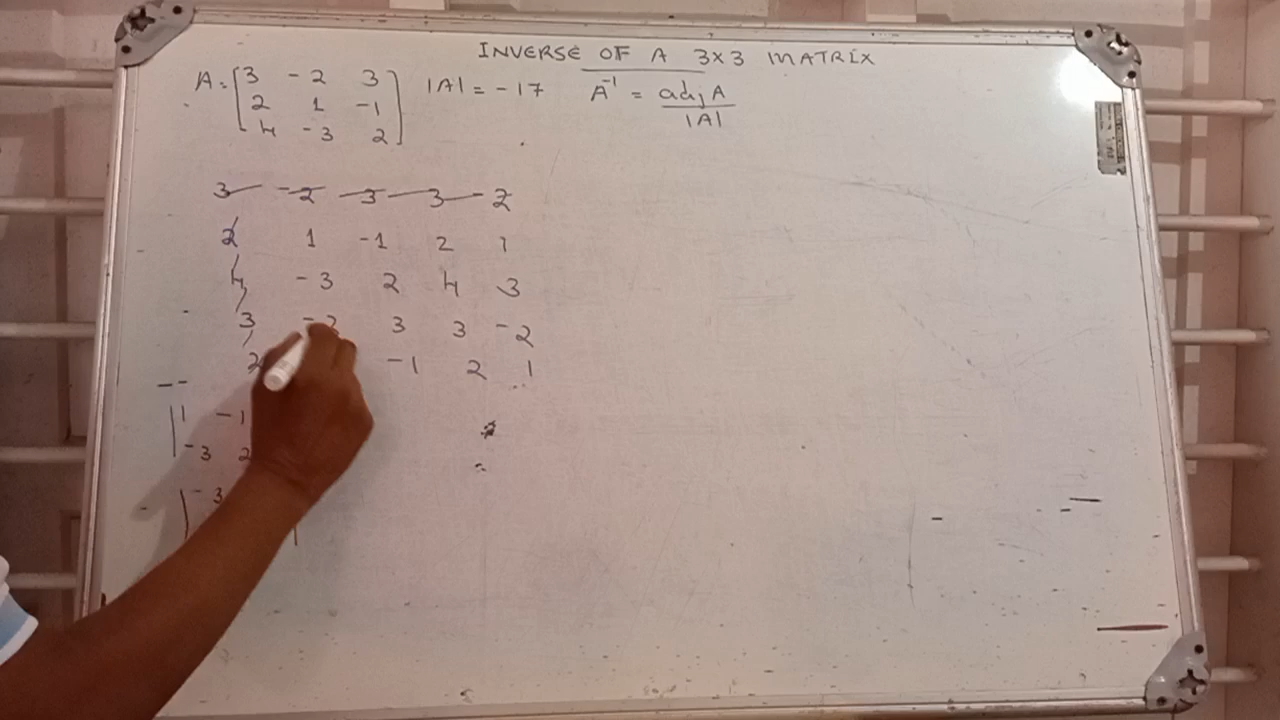 INVERSE OF A 3x3 MATRIX
A = [3 -2 3
2 1 -1
4 -3 2] |A| = -17 A⁻¹ = adj A / |A|
3 -2 3 3 -2
2 1 -1 2 1
4 -3 2 4 3
3 -2 3 3 -2
2 -1 2 1
|1 -1
-3 2
|-3